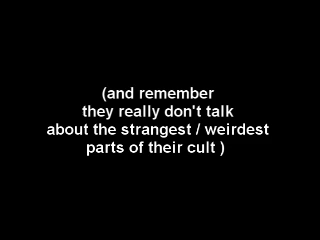 (and remember
they really don't talk
about the strangest / weirdest
parts of their cult )